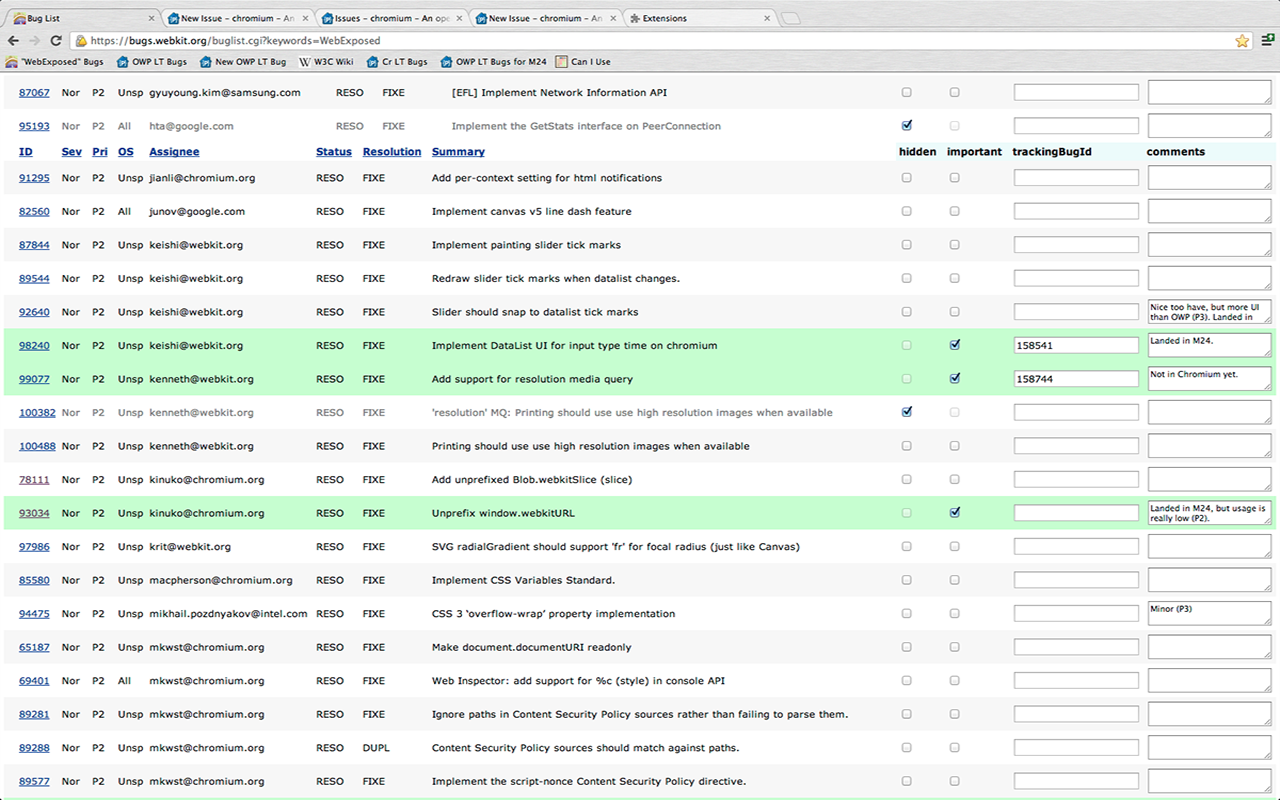 Bug List
New Issue - chromium - An
Issues - chromium - An ope
New Issue - chromium - An
Extensions
https://bugs.webkit.org/buglist.cgi?keywords=WebExposed
"WebExposed" Bugs OWP LT Bugs New OWP LT Bug W3C Wiki Cr LT Bugs OWP LT Bugs for M24 Can I Use
87067 Nor P2 Unsp gyuyoung.kim@samsung.com RESO FIXE [EFL] Implement Network Information API
95193 Nor P2 All hta@google.com RESO FIXE Implement the GetStats interface on PeerConnection
ID Sev Pri OS Assignee Status Resolution Summary hidden important trackingBugId comments
91295 Nor P2 Unsp jianli@chromium.org RESO FIXE Add per-context setting for html notifications
82560 Nor P2 All junov@google.com RESO FIXE Implement canvas v5 line dash feature
87844 Nor P2 Unsp keishi@webkit.org RESO FIXE Implement painting slider tick marks
89544 Nor P2 Unsp keishi@webkit.org RESO FIXE Redraw slider tick marks when datalist changes.
92640 Nor P2 Unsp keishi@webkit.org RESO FIXE Slider should snap to datalist tick marks
Nice too have, but more UI
than OWP (P3). Landed in
98240 Nor P2 Unsp keishi@webkit.org RESO FIXE Implement DataList UI for input type time on chromium 158541 Landed in M24.
99077 Nor P2 Unsp kenneth@webkit.org RESO FIXE Add support for resolution media query 158744 Not in Chromium yet.
100382 Nor P2 Unsp kenneth@webkit.org RESO FIXE 'resolution' MQ: Printing should use use high resolution images when available
100488 Nor P2 Unsp kenneth@webkit.org RESO FIXE Printing should use use high resolution images when available
78111 Nor P2 Unsp kinuko@chromium.org RESO FIXE Add unprefixed Blob.webkitSlice (slice)
93034 Nor P2 Unsp kinuko@chromium.org RESO FIXE Unprefix window.webkitURL
Landed in M24, but usage is
really low (P2).
97986 Nor P2 Unsp krit@webkit.org RESO FIXE SVG radialGradient should support 'fr' for focal radius (just like Canvas)
85580 Nor P2 Unsp macpherson@chromium.org RESO FIXE Implement CSS Variables Standard.
94475 Nor P2 Unsp mikhail.pozdnyakov@intel.com RESO FIXE CSS 3 ‘overflow-wrap’ property implementation Minor (P3)
65187 Nor P2 Unsp mkwst@chromium.org RESO FIXE Make document.documentURI readonly
69401 Nor P2 All mkwst@chromium.org RESO FIXE Web Inspector: add support for %c (style) in console API
89281 Nor P2 Unsp mkwst@chromium.org RESO FIXE Ignore paths in Content Security Policy sources rather than failing to parse them.
89288 Nor P2 Unsp mkwst@chromium.org RESO DUPL Content Security Policy sources should match against paths.
89577 Nor P2 Unsp mkwst@chromium.org RESO FIXE Implement the script-nonce Content Security Policy directive.